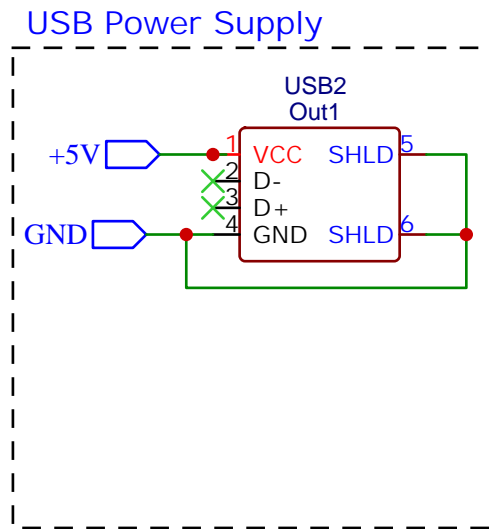 USB Power Supply
USB2
Out1
+5V 1 VCC SHLD 5
2 D-
3 D+
GND 4 GND SHLD 6